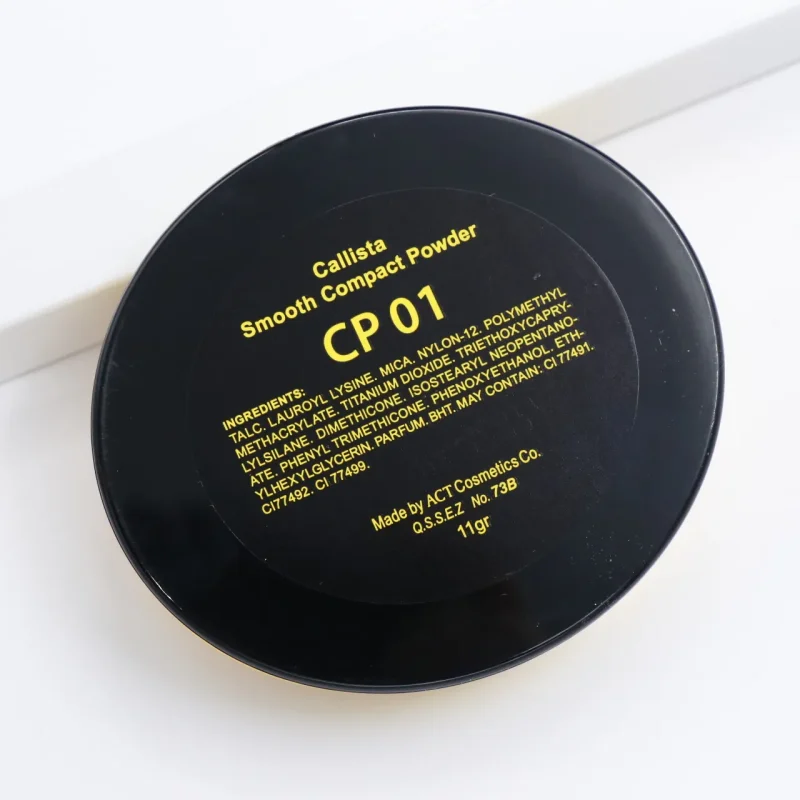 Callista
Smooth Compact Powder
CP 01
INGREDIENTS:
TALC. LAUROYL LYSINE. MICA. NYLON-12. POLYMETHYL
METHACRYLATE. TITANIUM DIOXIDE. TRIETHOXYCAPRY-
LYLSILANE. DIMETHICONE. ISOSTEARYL NEOPENTANO-
ATE. PHENYL TRIMETHICONE. PHENOXYETHANOL. ETH-
YLHEXYLGLYCERIN. PARFUM. BHT. MAY CONTAIN: CI 77491.
CI77492. CI 77499.
Made by ACT Cosmetics Co.
Q.S.S.E.Z No. 73B
11gr